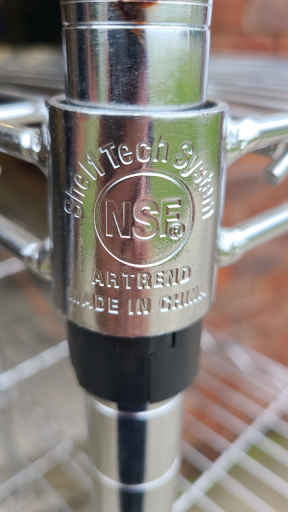 Shelf Tech System
NSF®
ARTREND
MADE IN CHINA